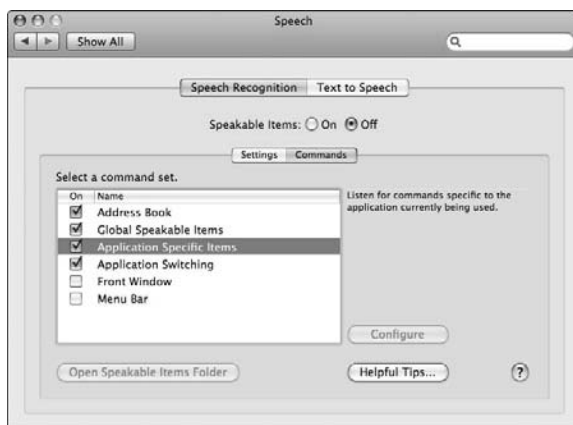 Speech
Show All
Speech Recognition Text to Speech
Speakable Items: On Off
Settings Commands
Select a command set.
On Name
Address Book
Global Speakable Items
Application Specific Items
Application Switching
Front Window
Menu Bar
Listen for commands specific to the
application currently being used.
Configure
Open Speakable Items Folder
Helpful Tips...
?